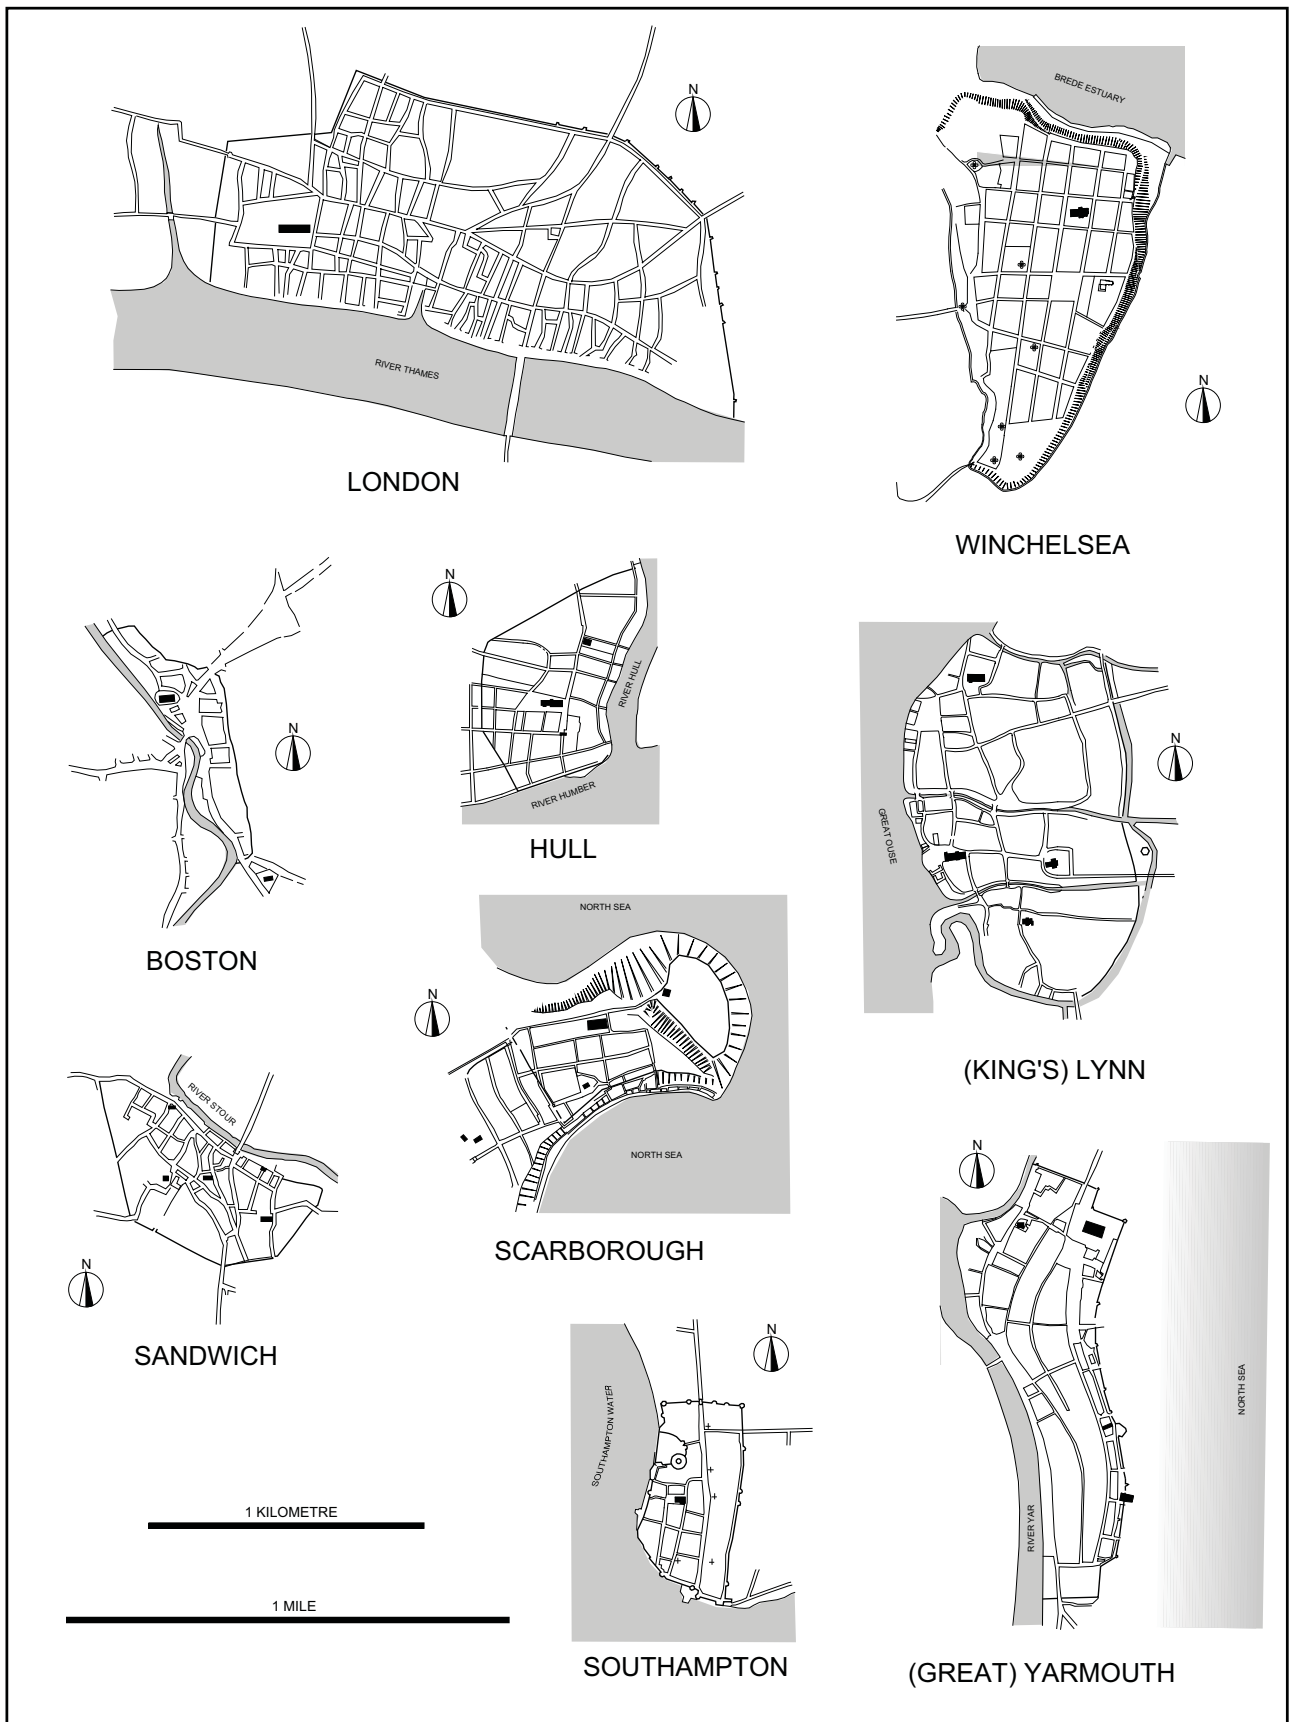 N
BREDE ESTUARY
RIVER THAMES
LONDON
N
WINCHELSEA
N
N
RIVER HULL
RIVER HUMBER
HULL
N
BOSTON
N
GREAT OUSE
(KING'S) LYNN
NORTH SEA
N
NORTH SEA
SCARBOROUGH
RIVER STOUR
N
SANDWICH
N
NORTH SEA
RIVER YAR
(GREAT) YARMOUTH
N
SOUTHAMPTON WATER
SOUTHAMPTON
1 KILOMETRE
1 MILE